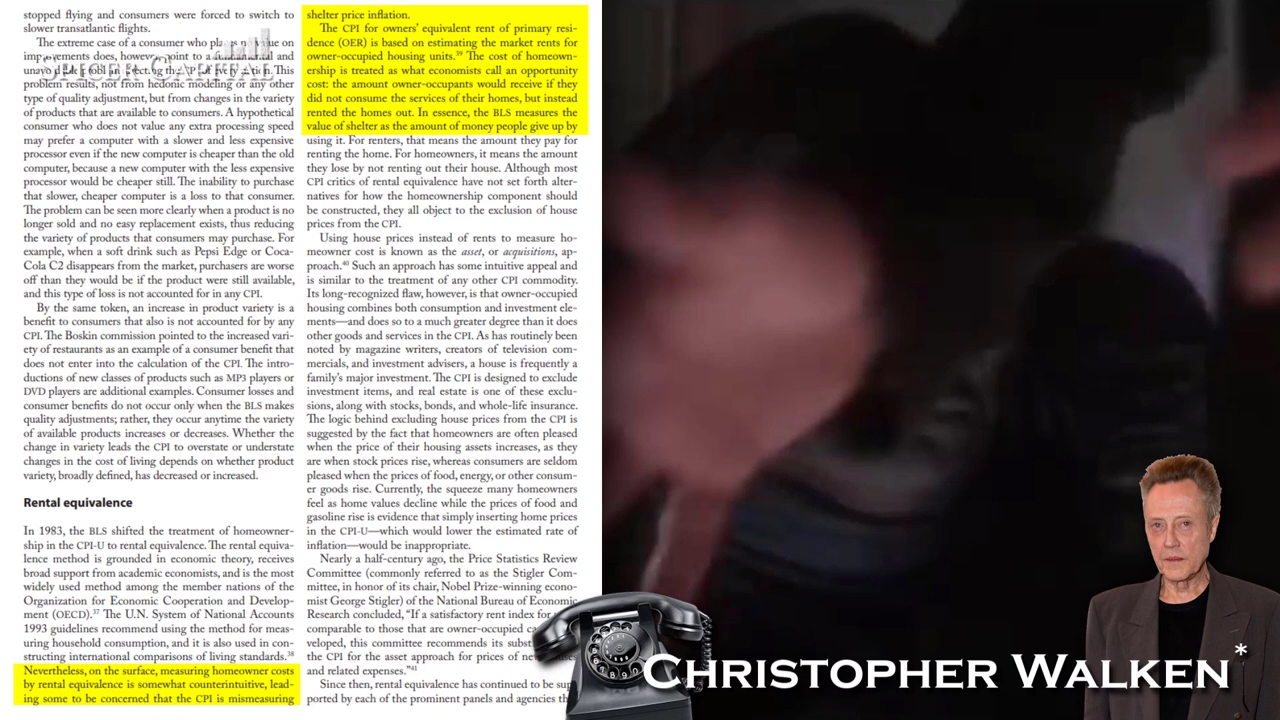 stopped flying and consumers were forced to switch to
slower transatlantic flights.
The extreme case of a consumer who places no value on
improvements does, however, point to a
unavoidable problem affecting the CPI This
problem results, not from hedonic modeling or any other
type of quality adjustment, but from changes in the variety
of products that are available to consumers. A hypothetical
consumer who does not value any extra processing speed
may prefer a computer with a slower and less expensive
processor even if the new computer is cheaper than the old
computer, because a new computer with the less expensive
processor would be cheaper still. The inability to purchase
that slower, cheaper computer is a loss to that consumer.
The problem can be seen more clearly when a product is no
longer sold and no easy replacement exists, thus reducing
the variety of products that consumers may purchase. For
example, when a soft drink such as Pepsi Edge or Coca-
Cola C2 disappears from the market, purchasers are worse
off than they would be if the product were still available,
and this type of loss is not accounted for in any CPI.
By the same token, an increase in product variety is a
benefit to consumers that also is not accounted for by any
CPI. The Boskin commission pointed to the increased vari-
ety of restaurants as an example of a consumer benefit that
does not enter into the calculation of the CPI. The intro-
ductions of new classes of products such as MP3 players or
DVD players are additional examples. Consumer losses and
consumer benefits do not occur only when the BLS makes
quality adjustments; rather, they occur anytime the variety
of available products increases or decreases. Whether the
change in variety leads the CPI to overstate or understate
changes in the cost of living depends on whether product
variety, broadly defined, has decreased or increased.
Rental equivalence
In 1983, the BLS shifted the treatment of homeowner-
ship in the CPI-U to rental equivalence. The rental equiva-
lence method is grounded in economic theory, receives
broad support from academic economists, and is the most
widely used method among the member nations of the
Organization for Economic Cooperation and Develop-
ment (OECD).37 The U.N. System of National Accounts
1993 guidelines recommend using the method for meas-
uring household consumption, and it is also used in con-
structing international comparisons of living standards.38
Nevertheless, on the surface, measuring homeowner costs
by rental equivalence is somewhat counterintuitive, lead-
ing some to be concerned that the CPI is mismeasuring
shelter price inflation.
The CPI for owners' equivalent rent of primary resi-
dence (OER) is based on estimating the market rents for
owner-occupied housing units.39 The cost of homeown-
ership is treated as what economists call an opportunity
cost: the amount owner-occupants would receive if they
did not consume the services of their homes, but instead
rented the homes out. In essence, the BLS measures the
value of shelter as the amount of money people give up by
using it. For renters, that means the amount they pay for
renting the home. For homeowners, it means the amount
they lose by not renting out their house. Although most
CPI critics of rental equivalence have not set forth alter-
natives for how the homeownership component should
be constructed, they all object to the exclusion of house
prices from the CPI.
Using house prices instead of rents to measure ho-
meowner cost is known as the asset, or acquisitions, ap-
proach.40 Such an approach has some intuitive appeal and
is similar to the treatment of any other CPI commodity.
Its long-recognized flaw, however, is that owner-occupied
housing combines both consumption and investment ele-
ments—and does so to a much greater degree than it does
other goods and services in the CPI. As has routinely been
noted by magazine writers, creators of television com-
mercials, and investment advisers, a house is frequently a
family's major investment. The CPI is designed to exclude
investment items, and real estate is one of these exclu-
sions, along with stocks, bonds, and whole-life insurance.
The logic behind excluding house prices from the CPI is
suggested by the fact that homeowners are often pleased
when the price of their housing assets increases, as they
are when stock prices rise, whereas consumers are seldom
pleased when the prices of food, energy, or other consum-
er goods rise. Currently, the squeeze many homeowners
feel as home values decline while the prices of food and
gasoline rise is evidence that simply inserting home prices
in the CPI-U—which would lower the estimated rate of
inflation—would be inappropriate.
Nearly a half-century ago, the Price Statistics Review
Committee (commonly referred to as the Stigler Com-
mittee, in honor of its chair, Nobel Prize-winning econo-
mist George Stigler) of the National Bureau of Economic
Research concluded, "If a satisfactory rent index for
comparable to those that are owner-occupied
veloped, this committee recommends its
the CPI for the asset approach for prices of
and related expenses."41
Since then, rental equivalence has continued to be
ported by each of the prominent panels and agencies
SPICER CAPITAL
CHRISTOPHER WALKEN*